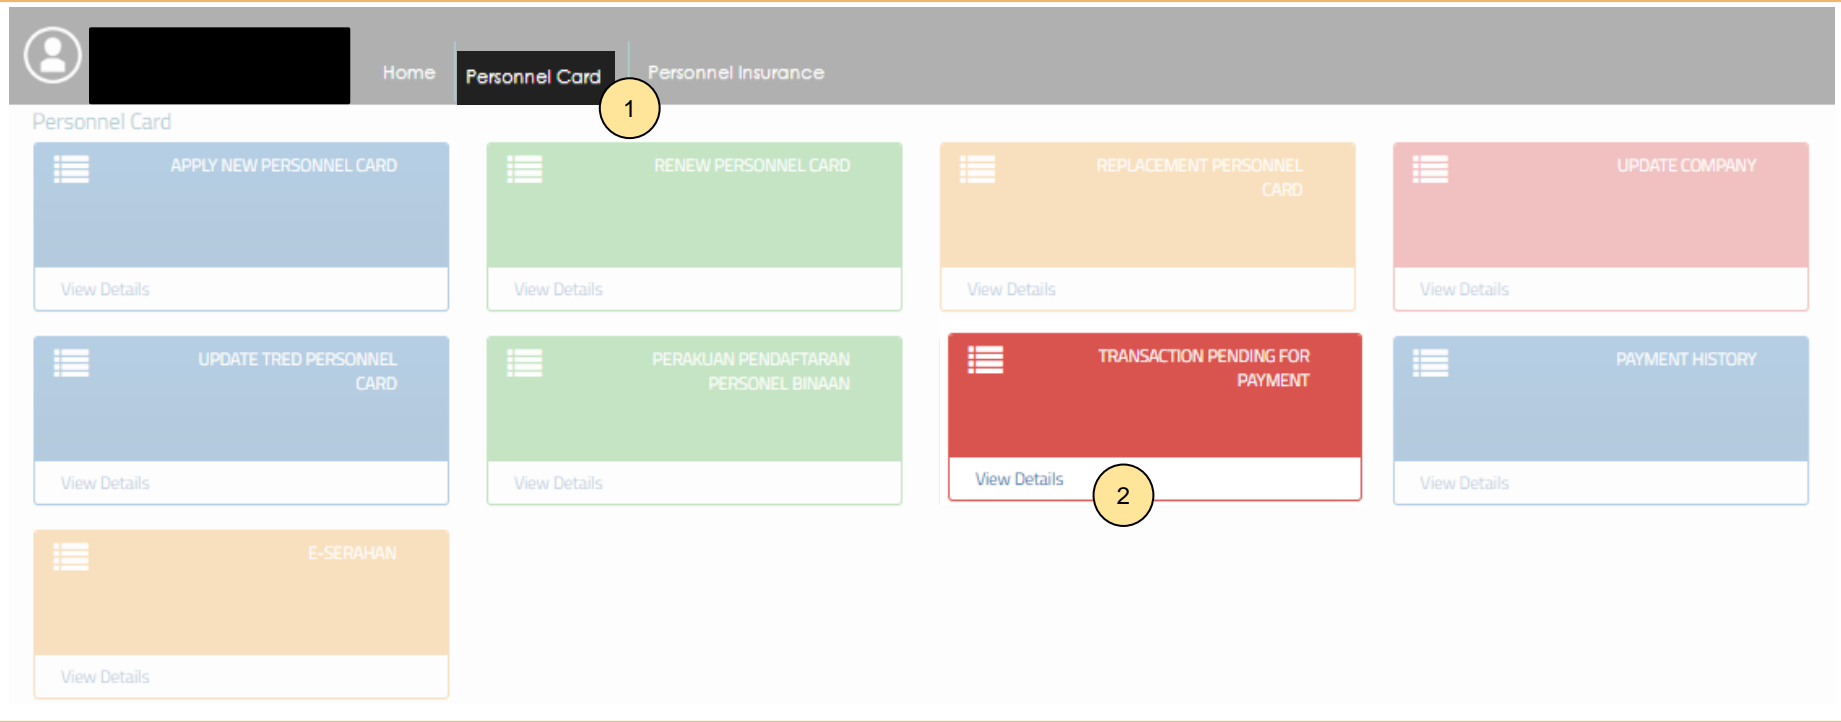 Home
Personnel Card
Personnel Insurance
1
Personnel Card
APPLY NEW PERSONNEL CARD
View Details
RENEW PERSONNEL CARD
View Details
REPLACEMENT PERSONNEL
CARD
View Details
UPDATE COMPANY
View Details
UPDATE TRED PERSONNEL
CARD
View Details
PERAKUAN PENDAFTARAN
PERSONEL BINAAN
View Details
TRANSACTION PENDING FOR
PAYMENT
View Details
2
PAYMENT HISTORY
View Details
E-SERAHAN
View Details